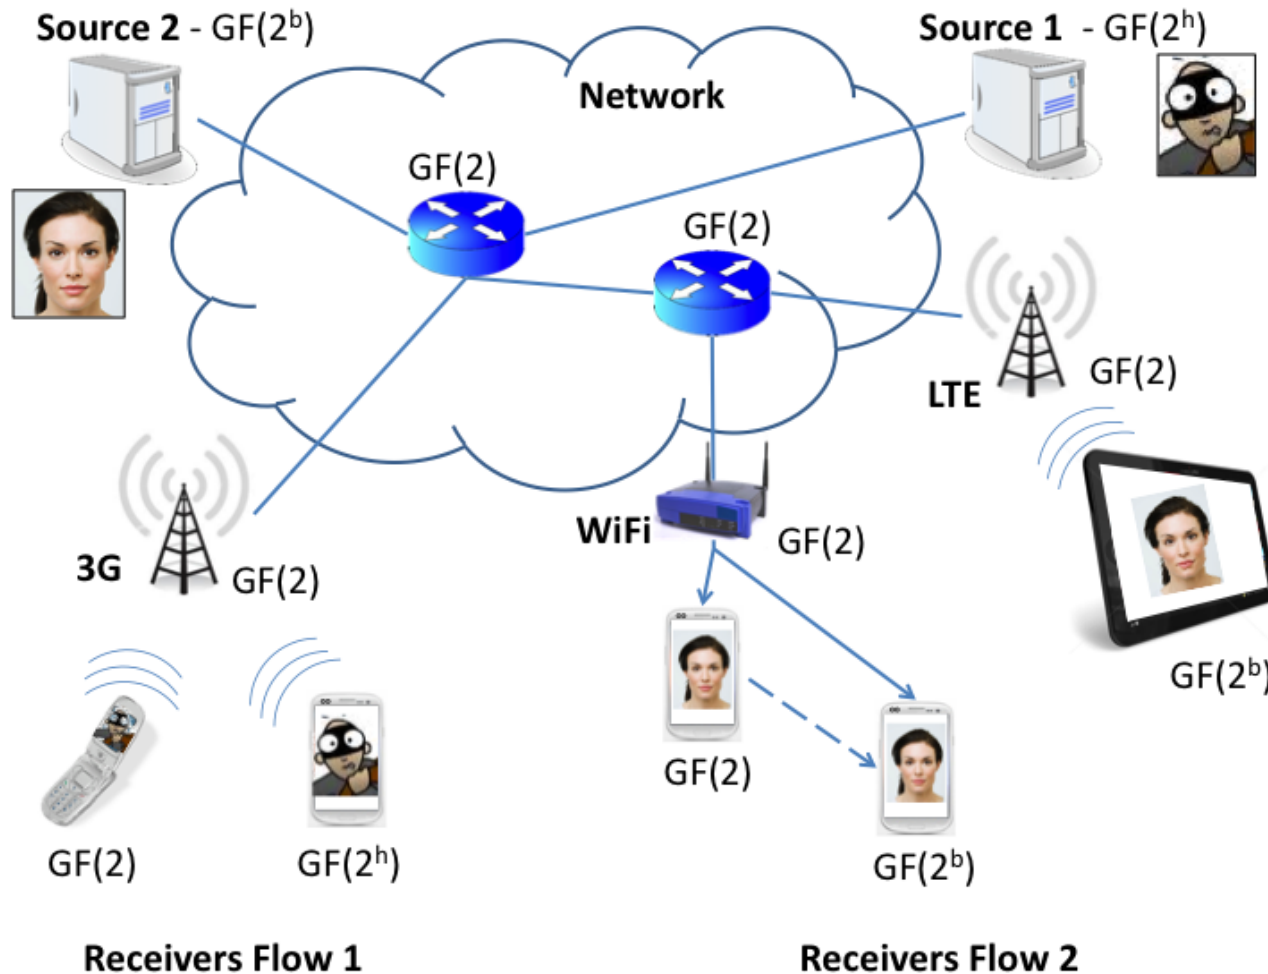 Source 2 - GF(2ᵇ)
Source 1 - GF(2ʰ)
Network
GF(2)
GF(2)
LTE
GF(2)
WiFi
GF(2)
3G
GF(2)
GF(2ᵇ)
GF(2)
GF(2)
GF(2ʰ)
GF(2ᵇ)
Receivers Flow 1
Receivers Flow 2